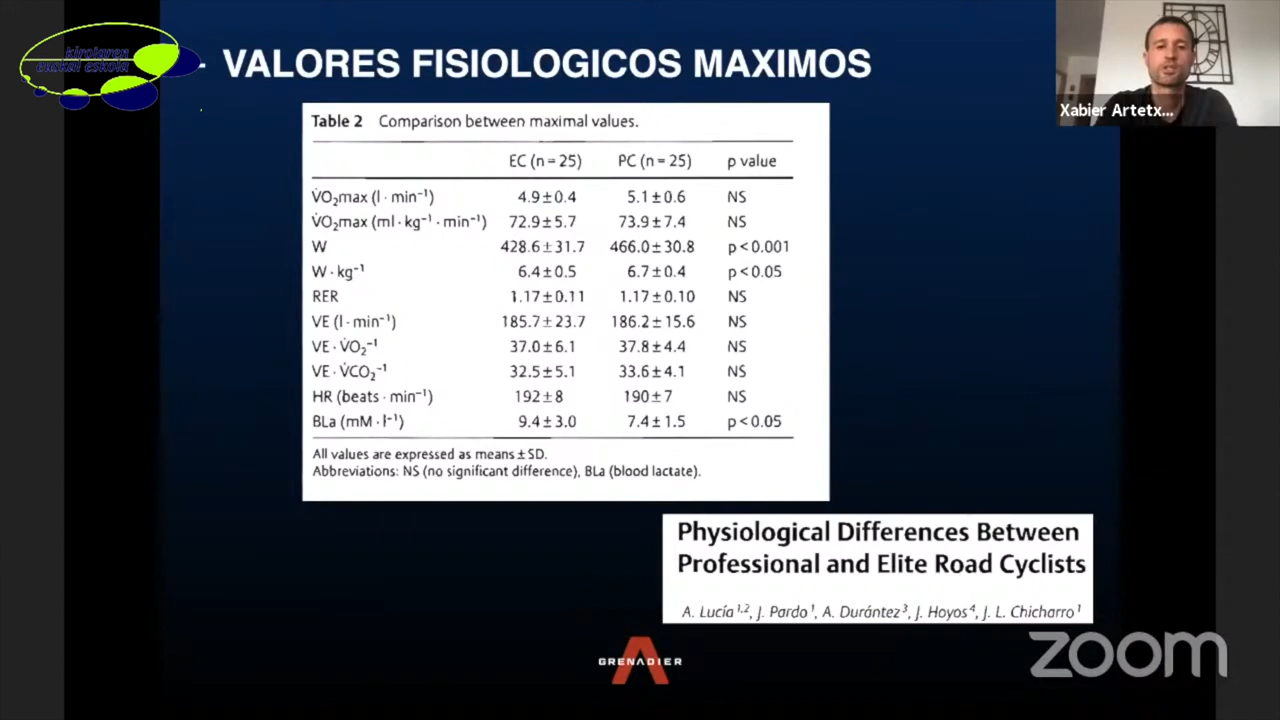 kirolaren
euskal eskola
- VALORES FISIOLOGICOS MAXIMOS
Xabier Artetx...
Table 2 Comparison between maximal values.
EC (n = 25) PC (n = 25) p value
V̇O₂max (l · min⁻¹) 4.9 ± 0.4 5.1 ± 0.6 NS
V̇O₂max (ml · kg⁻¹ · min⁻¹) 72.9 ± 5.7 73.9 ± 7.4 NS
W 428.6 ± 31.7 466.0 ± 30.8 p < 0.001
W · kg⁻¹ 6.4 ± 0.5 6.7 ± 0.4 p < 0.05
RER 1.17 ± 0.11 1.17 ± 0.10 NS
VE (l · min⁻¹) 185.7 ± 23.7 186.2 ± 15.6 NS
VE · V̇O₂⁻¹ 37.0 ± 6.1 37.8 ± 4.4 NS
VE · V̇CO₂⁻¹ 32.5 ± 5.1 33.6 ± 4.1 NS
HR (beats · min⁻¹) 192 ± 8 190 ± 7 NS
BLa (mM · l⁻¹) 9.4 ± 3.0 7.4 ± 1.5 p < 0.05
All values are expressed as means ± SD.
Abbreviations: NS (no significant difference), BLa (blood lactate).
Physiological Differences Between
Professional and Elite Road Cyclists
A. Lucía¹·², J. Pardo¹, A. Durántez³, J. Hoyos⁴, J. L. Chicharro¹
GRENADIER
zoom